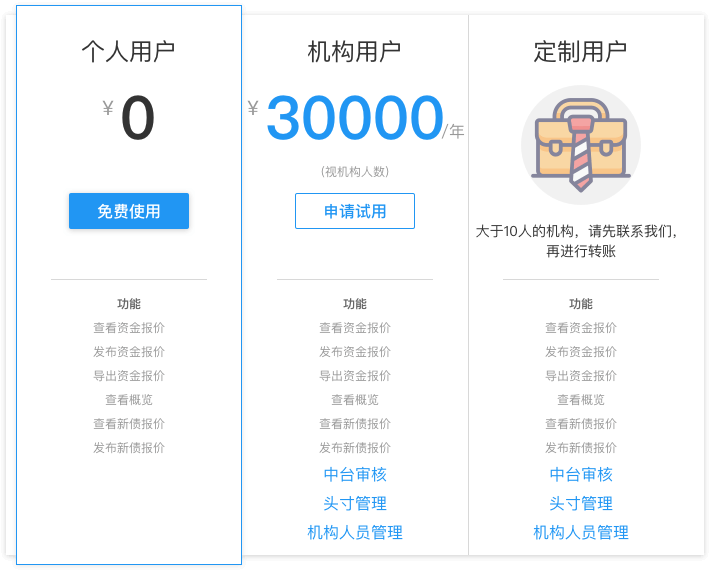 个人用户
¥ 0
免费使用
功能
查看资金报价
发布资金报价
导出资金报价
查看概览
查看新债报价
发布新债报价
机构用户
¥ 30000/年
(视机构人数)
申请试用
功能
查看资金报价
发布资金报价
导出资金报价
查看概览
查看新债报价
发布新债报价
中台审核
头寸管理
机构人员管理
定制用户
大于10人的机构，请先联系我们，
再进行转账
功能
查看资金报价
发布资金报价
导出资金报价
查看概览
查看新债报价
发布新债报价
中台审核
头寸管理
机构人员管理